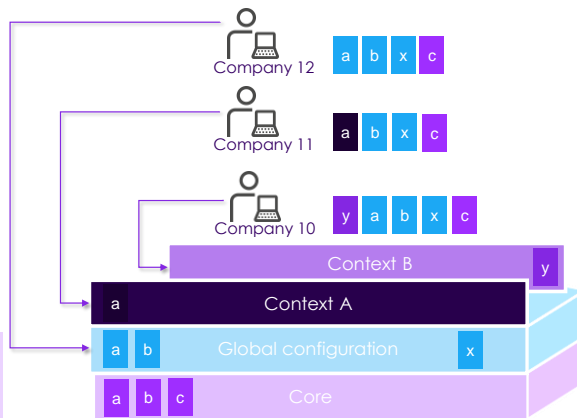 Company 12
a b x c
Company 11
a b x c
Company 10
y a b x c
Context B
y
a
Context A
a b
Global configuration
x
a b c
Core